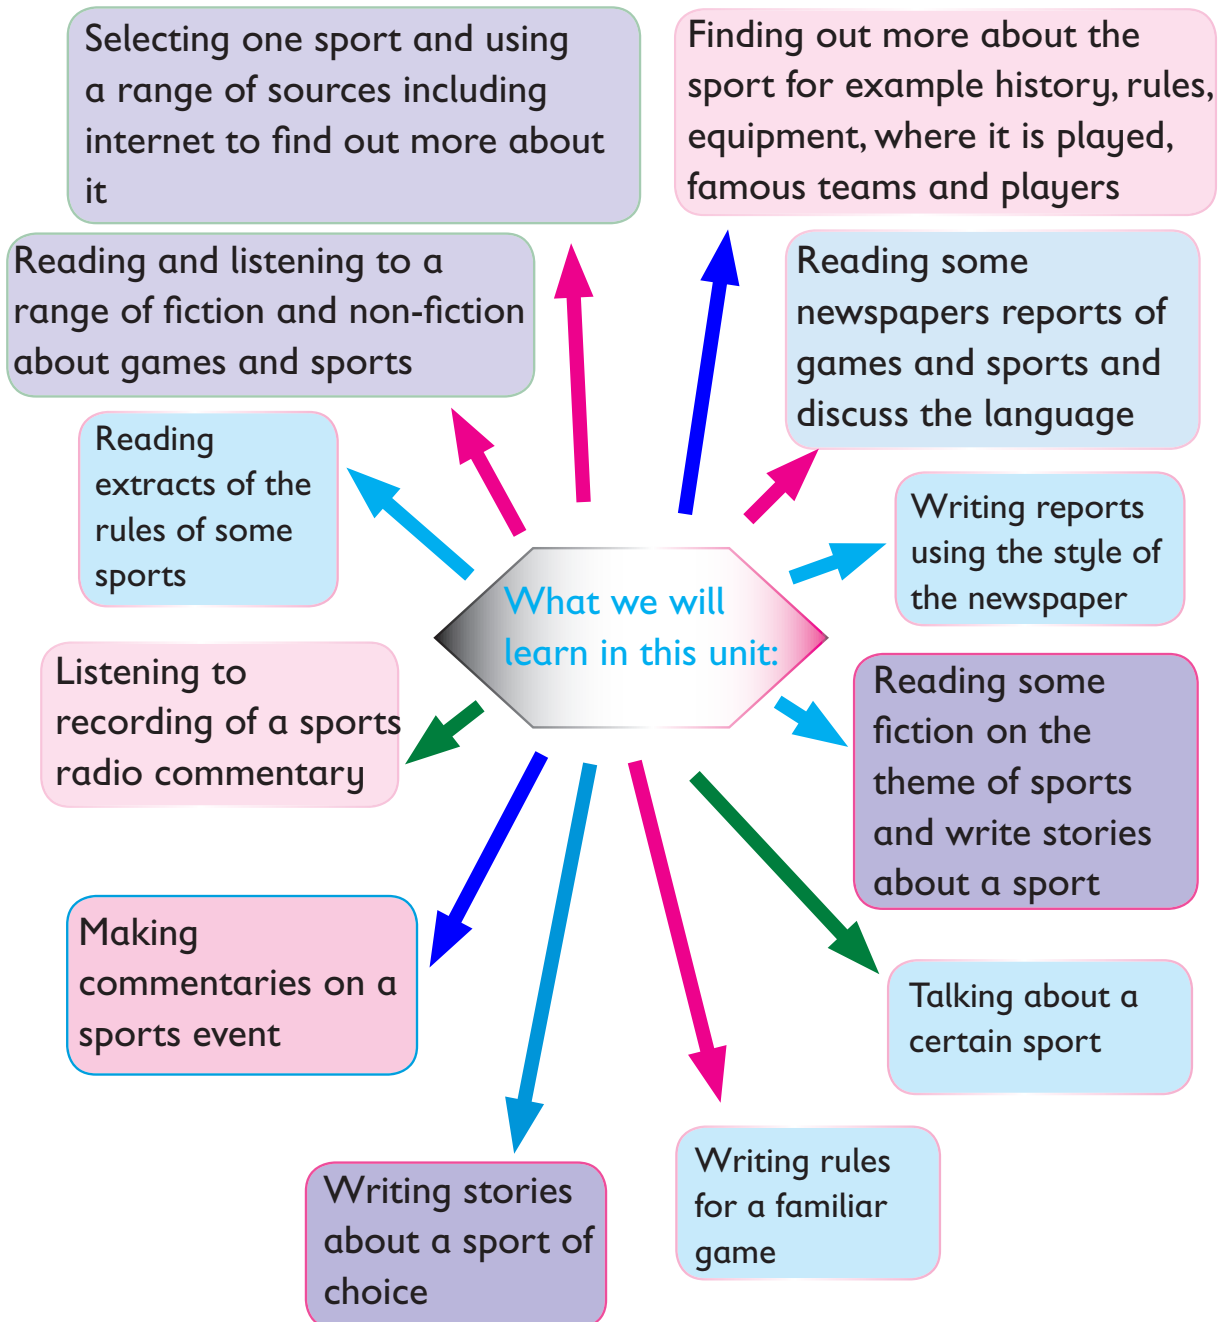 Selecting one sport and using
a range of sources including
internet to find out more about
it
Finding out more about the
sport for example history, rules,
equipment, where it is played,
famous teams and players
Reading and listening to a
range of fiction and non-fiction
about games and sports
Reading some
newspapers reports of
games and sports and
discuss the language
Reading
extracts of the
rules of some
sports
Writing reports
using the style of
the newspaper
What we will
learn in this unit:
Listening to
recording of a sports
radio commentary
Reading some
fiction on the
theme of sports
and write stories
about a sport
Making
commentaries on a
sports event
Talking about a
certain sport
Writing stories
about a sport of
choice
Writing rules
for a familiar
game